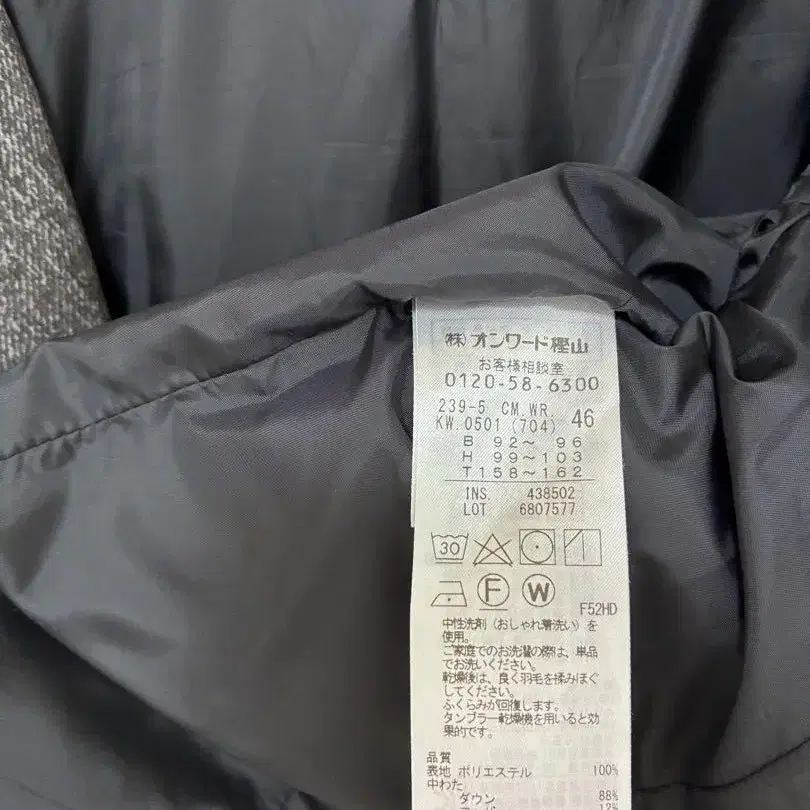 ㈱オンワード樫山
お客様相談室
0120-58-6300
239-5 CM.WR. 46
KW.0501 (704)
B 92～ 96
H 99～103
T158～162
INS. 438502
LOT 6807577
30
F W
F52HD
中性洗剤（おしゃれ着洗い）を
使用。
ご家庭でのお洗濯の際は、単品
でお洗いください。
乾燥後は、良く羽毛を揉みほぐ
してください。
ふくらみが回復します。
タンブラー乾燥機を用いると効
果的です。
品質
表地 ポリエステル 100%
中わた
ダウン 88%
12%